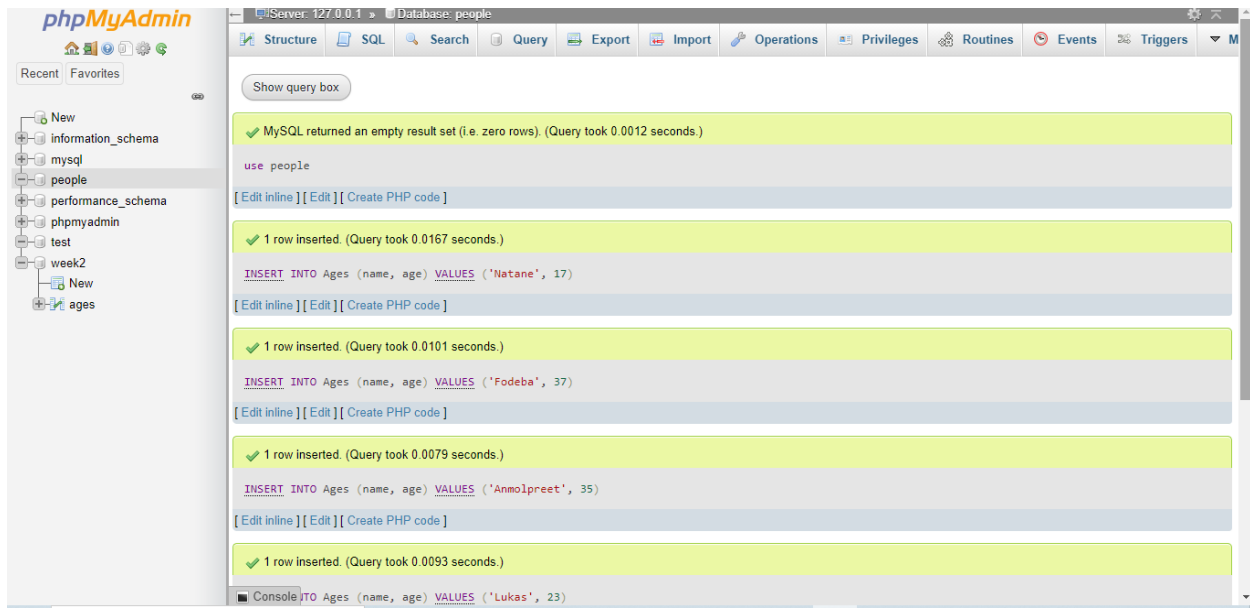 phpMyAdmin
Recent Favorites
New
information_schema
mysql
people
performance_schema
phpmyadmin
test
week2
New
ages
Server: 127.0.0.1 » Database: people
Structure SQL Search Query Export Import Operations Privileges Routines Events Triggers M
Show query box
MySQL returned an empty result set (i.e. zero rows). (Query took 0.0012 seconds.)
use people
[ Edit inline ] [ Edit ] [ Create PHP code ]
1 row inserted. (Query took 0.0167 seconds.)
INSERT INTO Ages (name, age) VALUES ('Natane', 17)
[ Edit inline ] [ Edit ] [ Create PHP code ]
1 row inserted. (Query took 0.0101 seconds.)
INSERT INTO Ages (name, age) VALUES ('Fodeba', 37)
[ Edit inline ] [ Edit ] [ Create PHP code ]
1 row inserted. (Query took 0.0079 seconds.)
INSERT INTO Ages (name, age) VALUES ('Anmolpreet', 35)
[ Edit inline ] [ Edit ] [ Create PHP code ]
1 row inserted. (Query took 0.0093 seconds.)
Console NTO Ages (name, age) VALUES ('Lukas', 23)